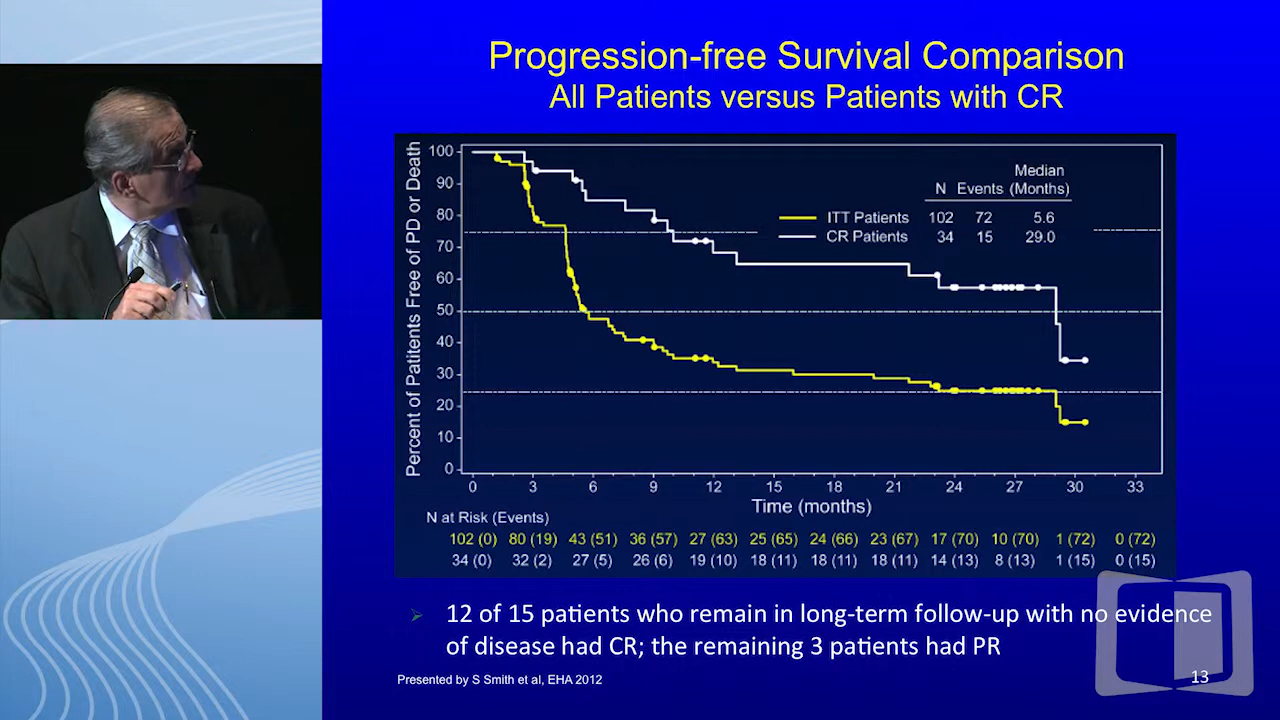 Progression-free Survival Comparison
All Patients versus Patients with CR
Percent of Patitents Free of PD or Death
100
90
80
70
60
50
40
30
20
10
0
Median
N Events (Months)
ITT Patients 102 72 5.6
CR Patients 34 15 29.0
0 3 6 9 12 15 18 21 24 27 30 33
Time (months)
N at Risk (Events)
102 (0) 80 (19) 43 (51) 36 (57) 27 (63) 25 (65) 24 (66) 23 (67) 17 (70) 10 (70) 1 (72) 0 (72)
34 (0) 32 (2) 27 (5) 26 (6) 19 (10) 18 (11) 18 (11) 18 (11) 14 (13) 8 (13) 1 (15) 0 (15)
12 of 15 patients who remain in long-term follow-up with no evidence
of disease had CR; the remaining 3 patients had PR
Presented by S Smith et al, EHA 2012
13